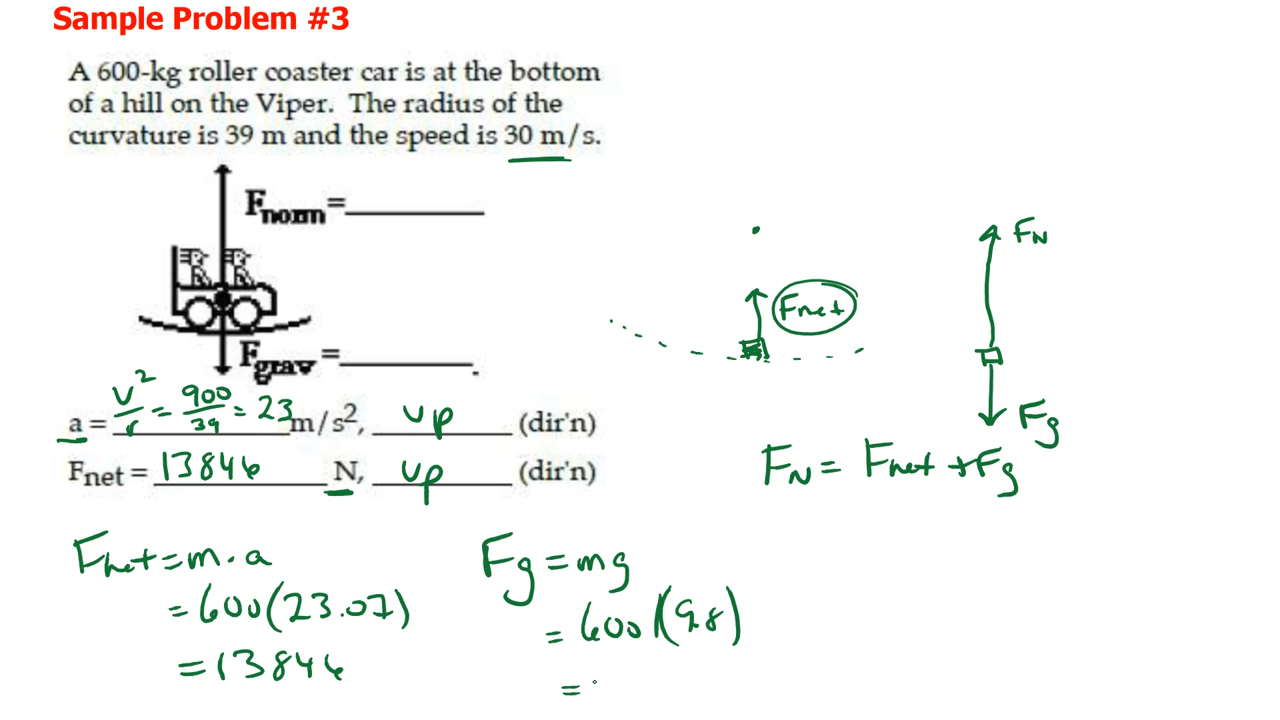 Sample Problem #3
A 600-kg roller coaster car is at the bottom
of a hill on the Viper. The radius of the
curvature is 39 m and the speed is 30 m/s.
Fnorm=________
Fgrav=________.
a = v²/r = 900/39 = 23 m/s², up (dir'n)
Fnet = 13846 N, up (dir'n)
Fnet
FN
Fg
FN = Fnet + Fg
Fnet = m · a
= 600(23.07)
= 13846
Fg = mg
= 600(9.8)
=